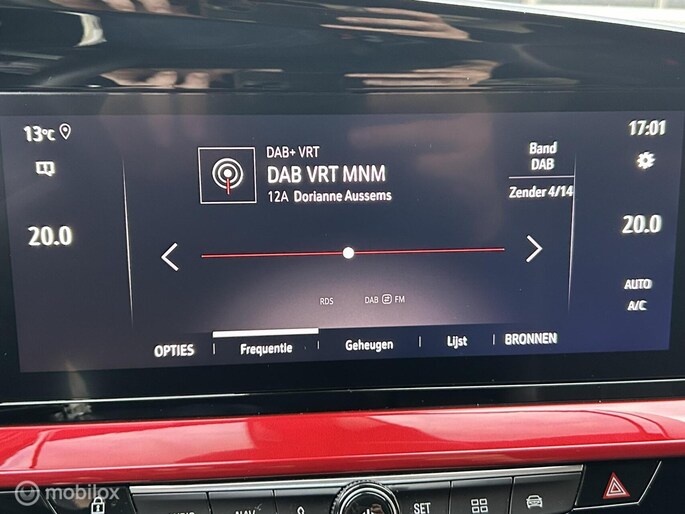 13°C
17:01
DAB+ VRT
DAB VRT MNM
12A Dorianne Aussems
Band
DAB
Zender 4/14
20.0
20.0
RDS
DAB FM
AUTO
A/C
OPTIES
Frequentie
Geheugen
Lijst
BRONNEN
NAV
SET
mobilox